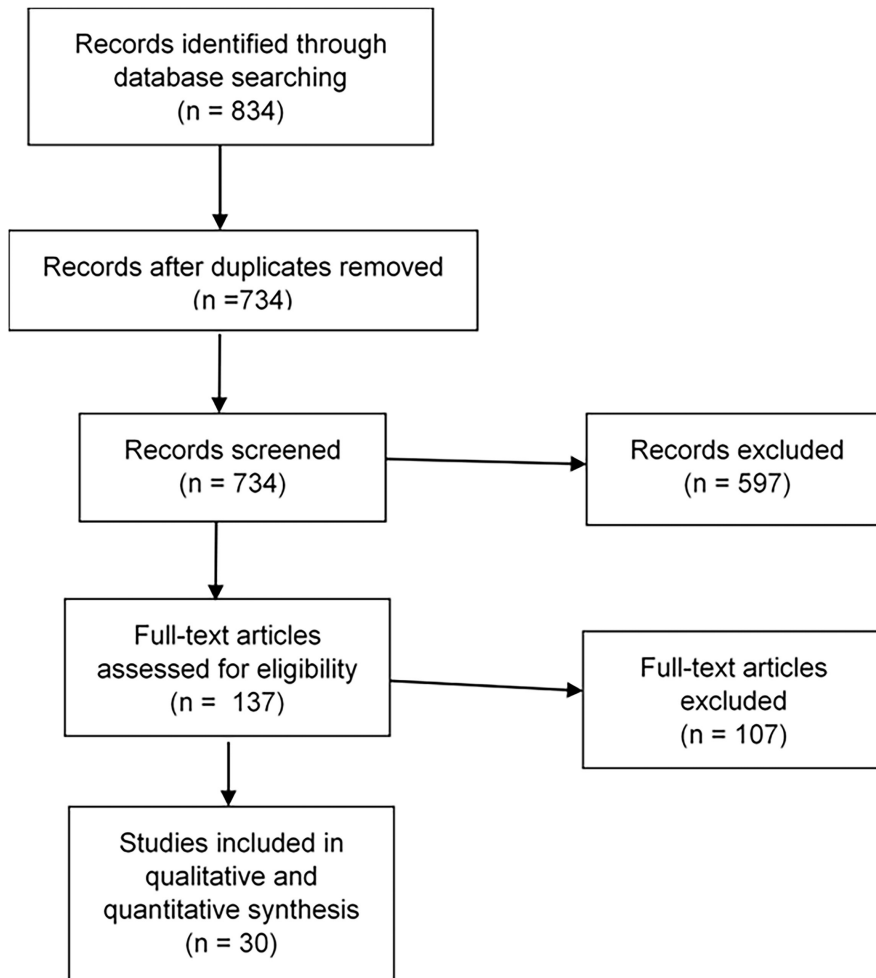 Records identified through
database searching
(n = 834)
Records after duplicates removed
(n =734)
Records screened
(n = 734)
Records excluded
(n = 597)
Full-text articles
assessed for eligibility
(n =  137)
Full-text articles
excluded
(n = 107)
Studies included in
qualitative and
quantitative synthesis
(n = 30)